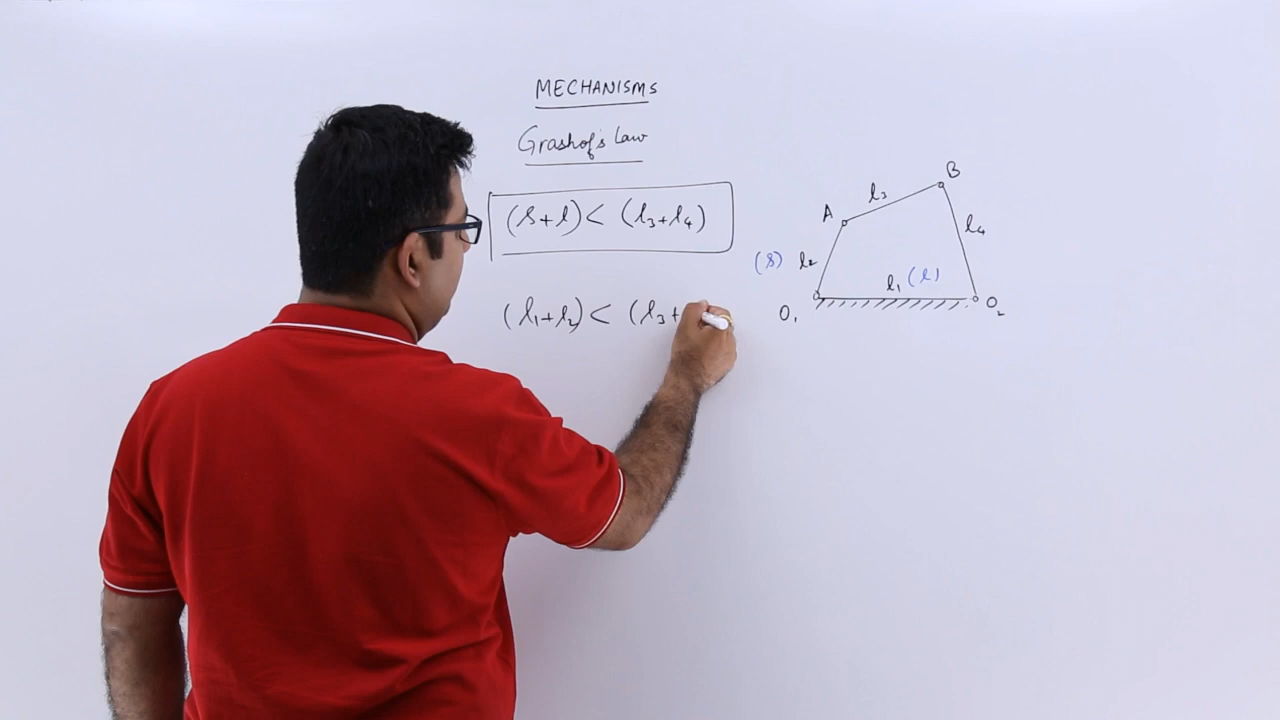 MECHANISMS
Grashof's Law
(s+l) < (l₃+l₄)
(l₁+l₂) < (l₃+
A
B
l₃
l₄
(s) l₂
l₁ (l)
O₁
O₂